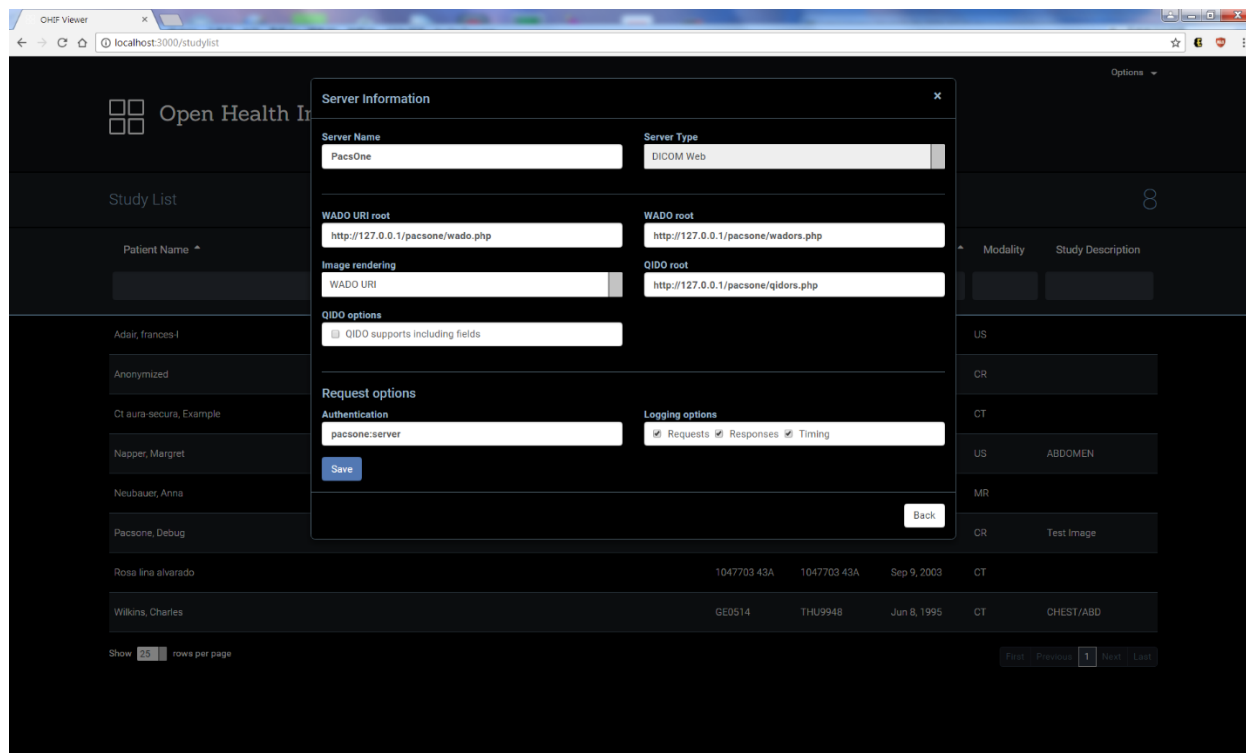 OHIF Viewer
localhost:3000/studylist
Options
Open Health In
Server Information
Server Name
Server Type
PacsOne
DICOM Web
Study List
8
WADO URI root
WADO root
http://127.0.0.1/pacsone/wado.php
http://127.0.0.1/pacsone/wadors.php
Patient Name
Modality
Study Description
Image rendering
QIDO root
WADO URI
http://127.0.0.1/pacsone/qidors.php
QIDO options
QIDO supports including fields
Adair, frances-l
US
Anonymized
CR
Request options
Authentication
Logging options
Ct aura-secura, Example
CT
pacsone:server
Requests Responses Timing
Napper, Margret
US
ABDOMEN
Save
Neubauer, Anna
MR
Back
Pacsone, Debug
CR
Test Image
Rosa lina alvarado
1047703 43A
1047703 43A
Sep 9, 2003
CT
Wilkins, Charles
GE0514
THU9948
Jun 8, 1995
CT
CHEST/ABD
Show 25 rows per page
First Previous 1 Next Last